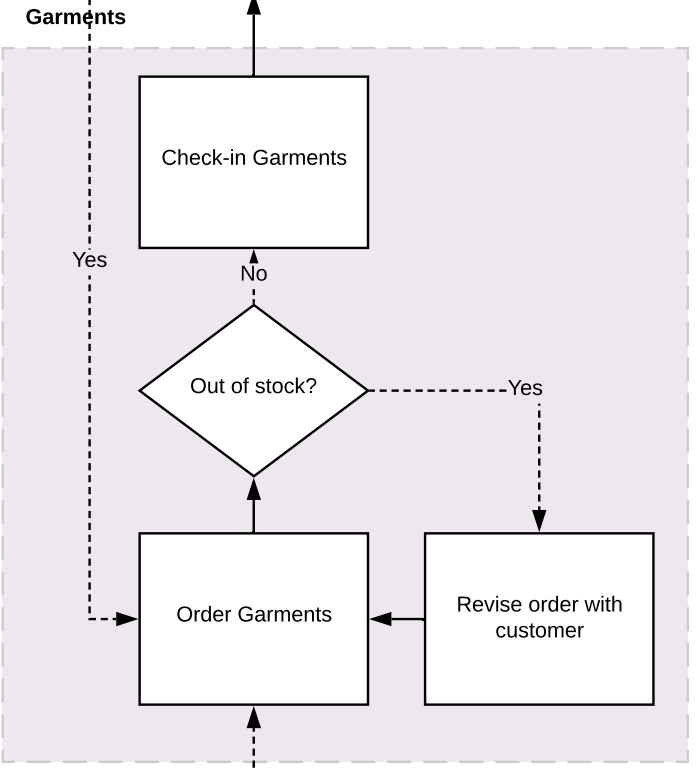 Garments
Check-in Garments
Yes
No
Out of stock?
Yes
Order Garments
Revise order with
customer